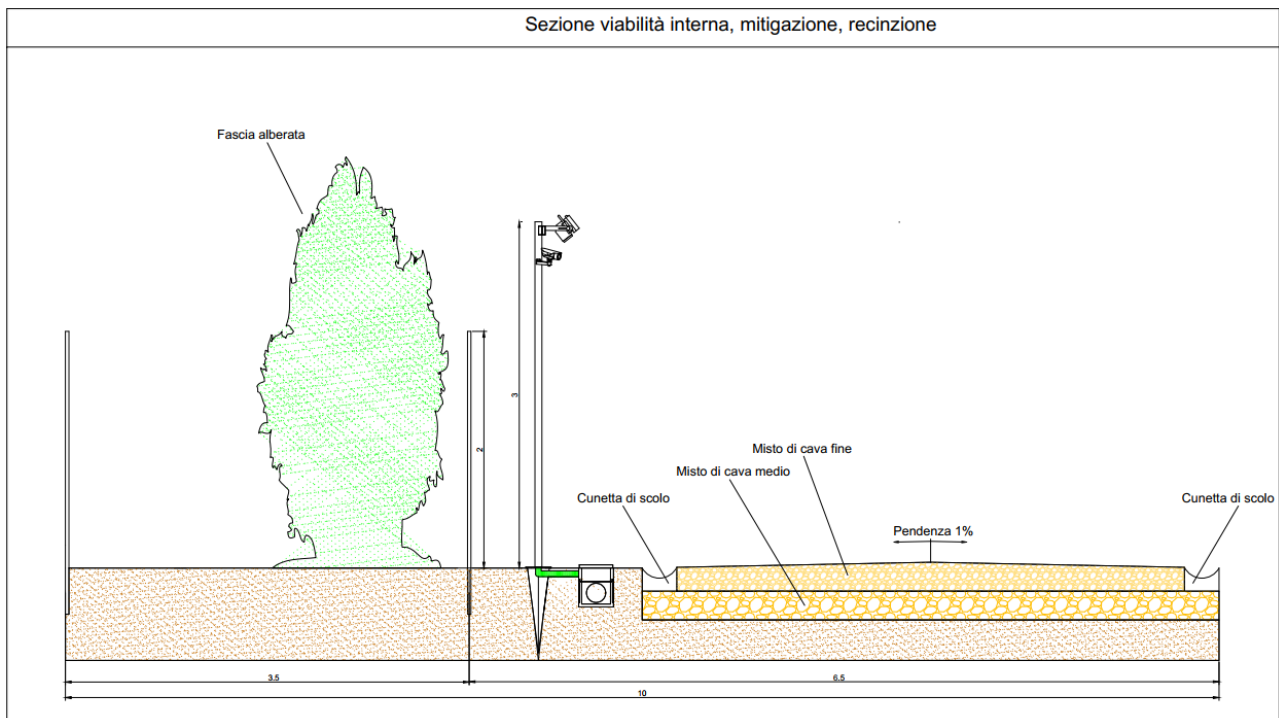 Sezione viabilità interna, mitigazione, recinzione
Fascia alberata
3
2
Misto di cava fine
Misto di cava medio
Cunetta di scolo
Cunetta di scolo
Pendenza 1%
3.5
6.5
10